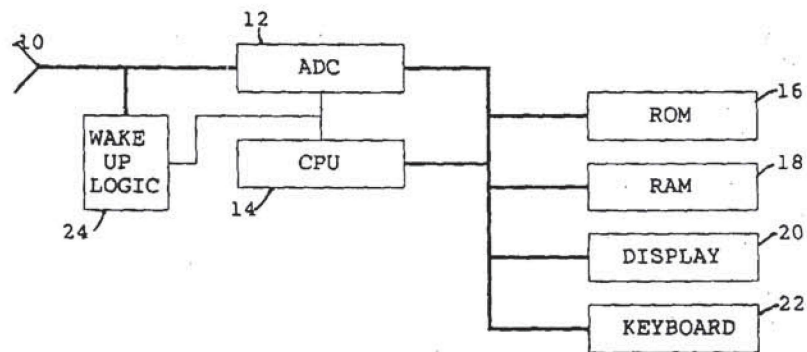 12
10
ADC
16
ROM
WAKE
UP
LOGIC
CPU
18
RAM
24
14
20
DISPLAY
22
KEYBOARD